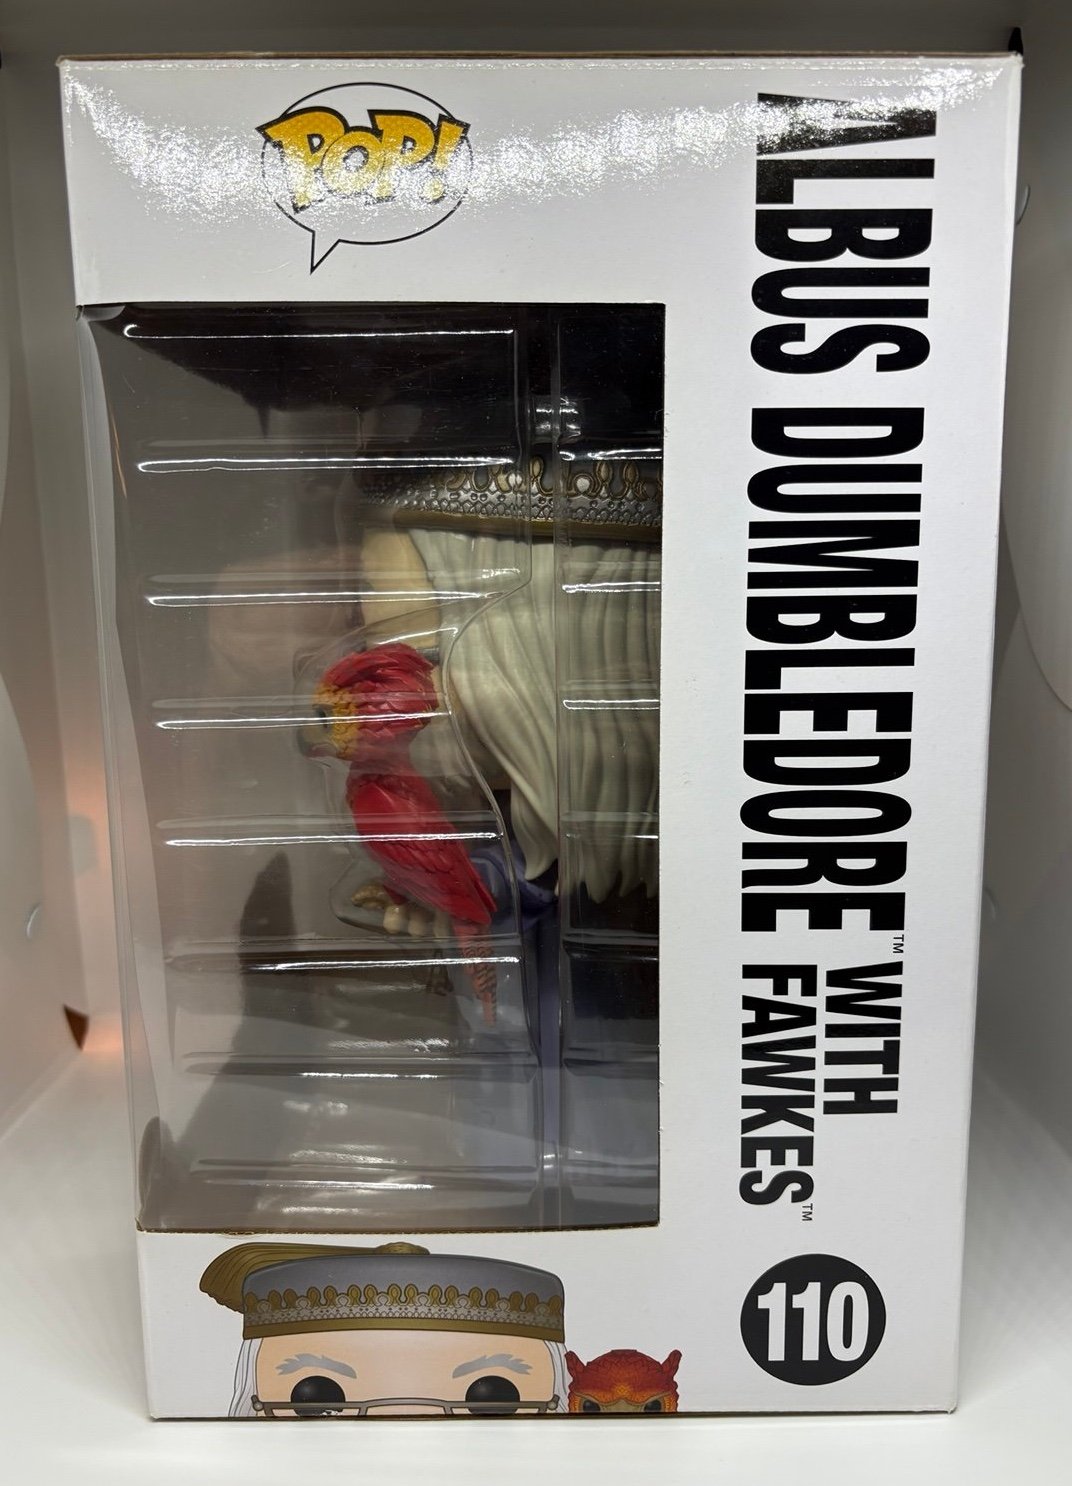 POP!
ALBUS DUMBLEDORE™ WITH
FAWKES™
110